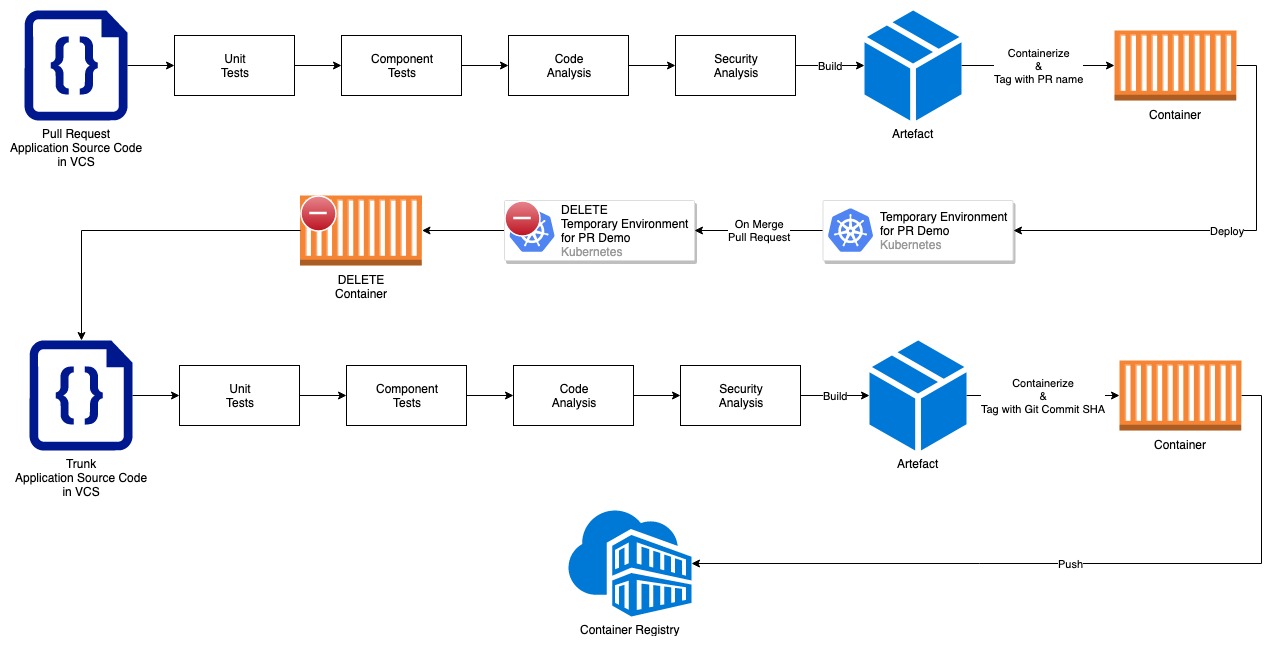 Unit
Tests
Component
Tests
Code
Analysis
Security
Analysis
Build
Containerize
&
Tag with PR name
Pull Request
Application Source Code
in VCS
Artefact
Container
DELETE
Temporary Environment
for PR Demo
Kubernetes
On Merge
Pull Request
Temporary Environment
for PR Demo
Kubernetes
Deploy
DELETE
Container
Unit
Tests
Component
Tests
Code
Analysis
Security
Analysis
Build
Containerize
&
Tag with Git Commit SHA
Trunk
Application Source Code
in VCS
Artefact
Container
Push
Container Registry